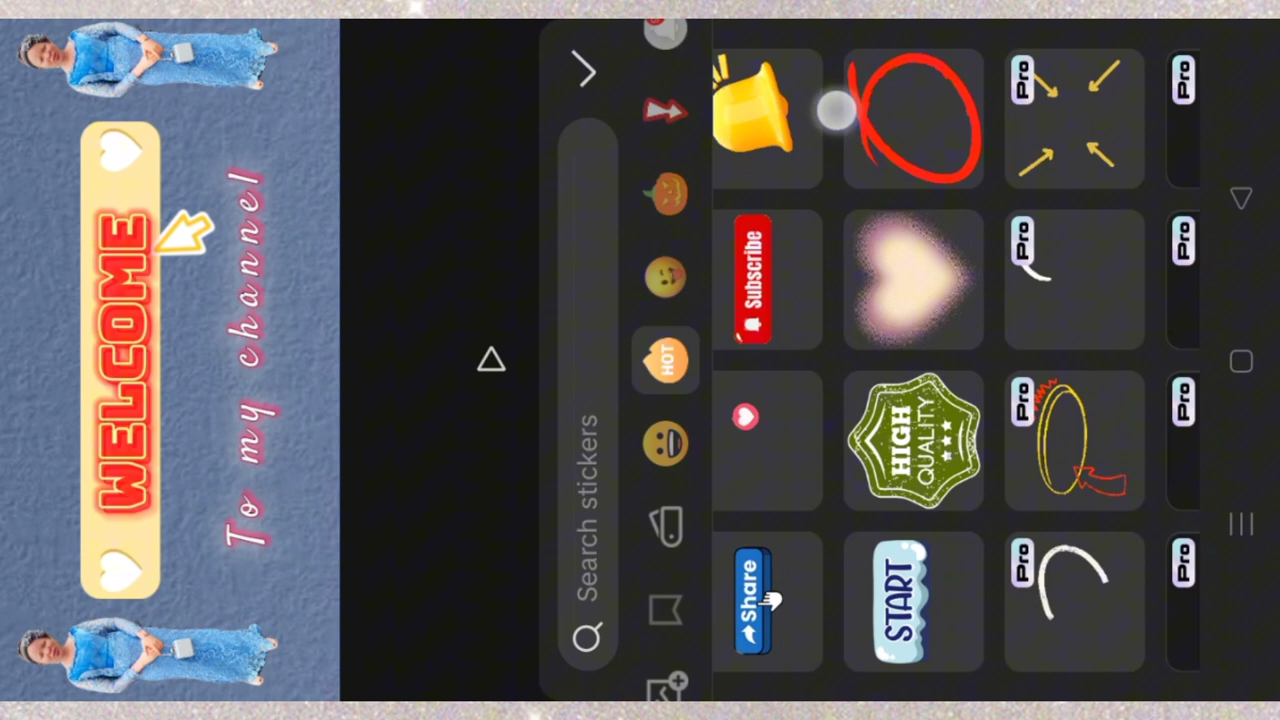 WELCOME
To my channel
Search stickers
HOT
Subscribe
Share
HIGH
QUALITY
START
Pro
Pro
Pro
Pro
Pro
Pro
Pro